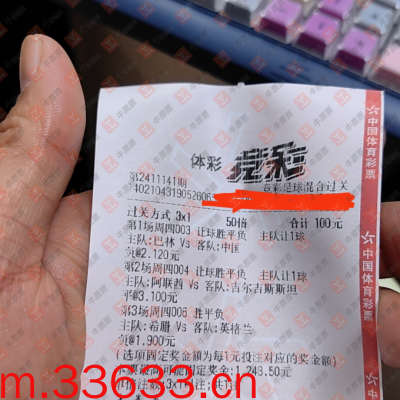 体彩 竞彩
第2411141期 竞彩足球混合过关
过关方式 3x1 50倍 合计 100元
第1场周四003 让球胜平负 主队让1球
主队:巴林 Vs 客队:中国
负@2.120元
第2场周四004 让球胜平负 主队让1球
主队:阿联酋 Vs 客队:吉尔吉斯斯坦
平@3.100元
第3场周四006 胜平负
主队:希腊 Vs 客队:英格兰
负@1.900元
(选项固定奖金额为每1元投注对应的奖金额)
本票最高可能固定奖金:1,248.50元
中国体育彩票
中国体育彩票
m.33633.cn